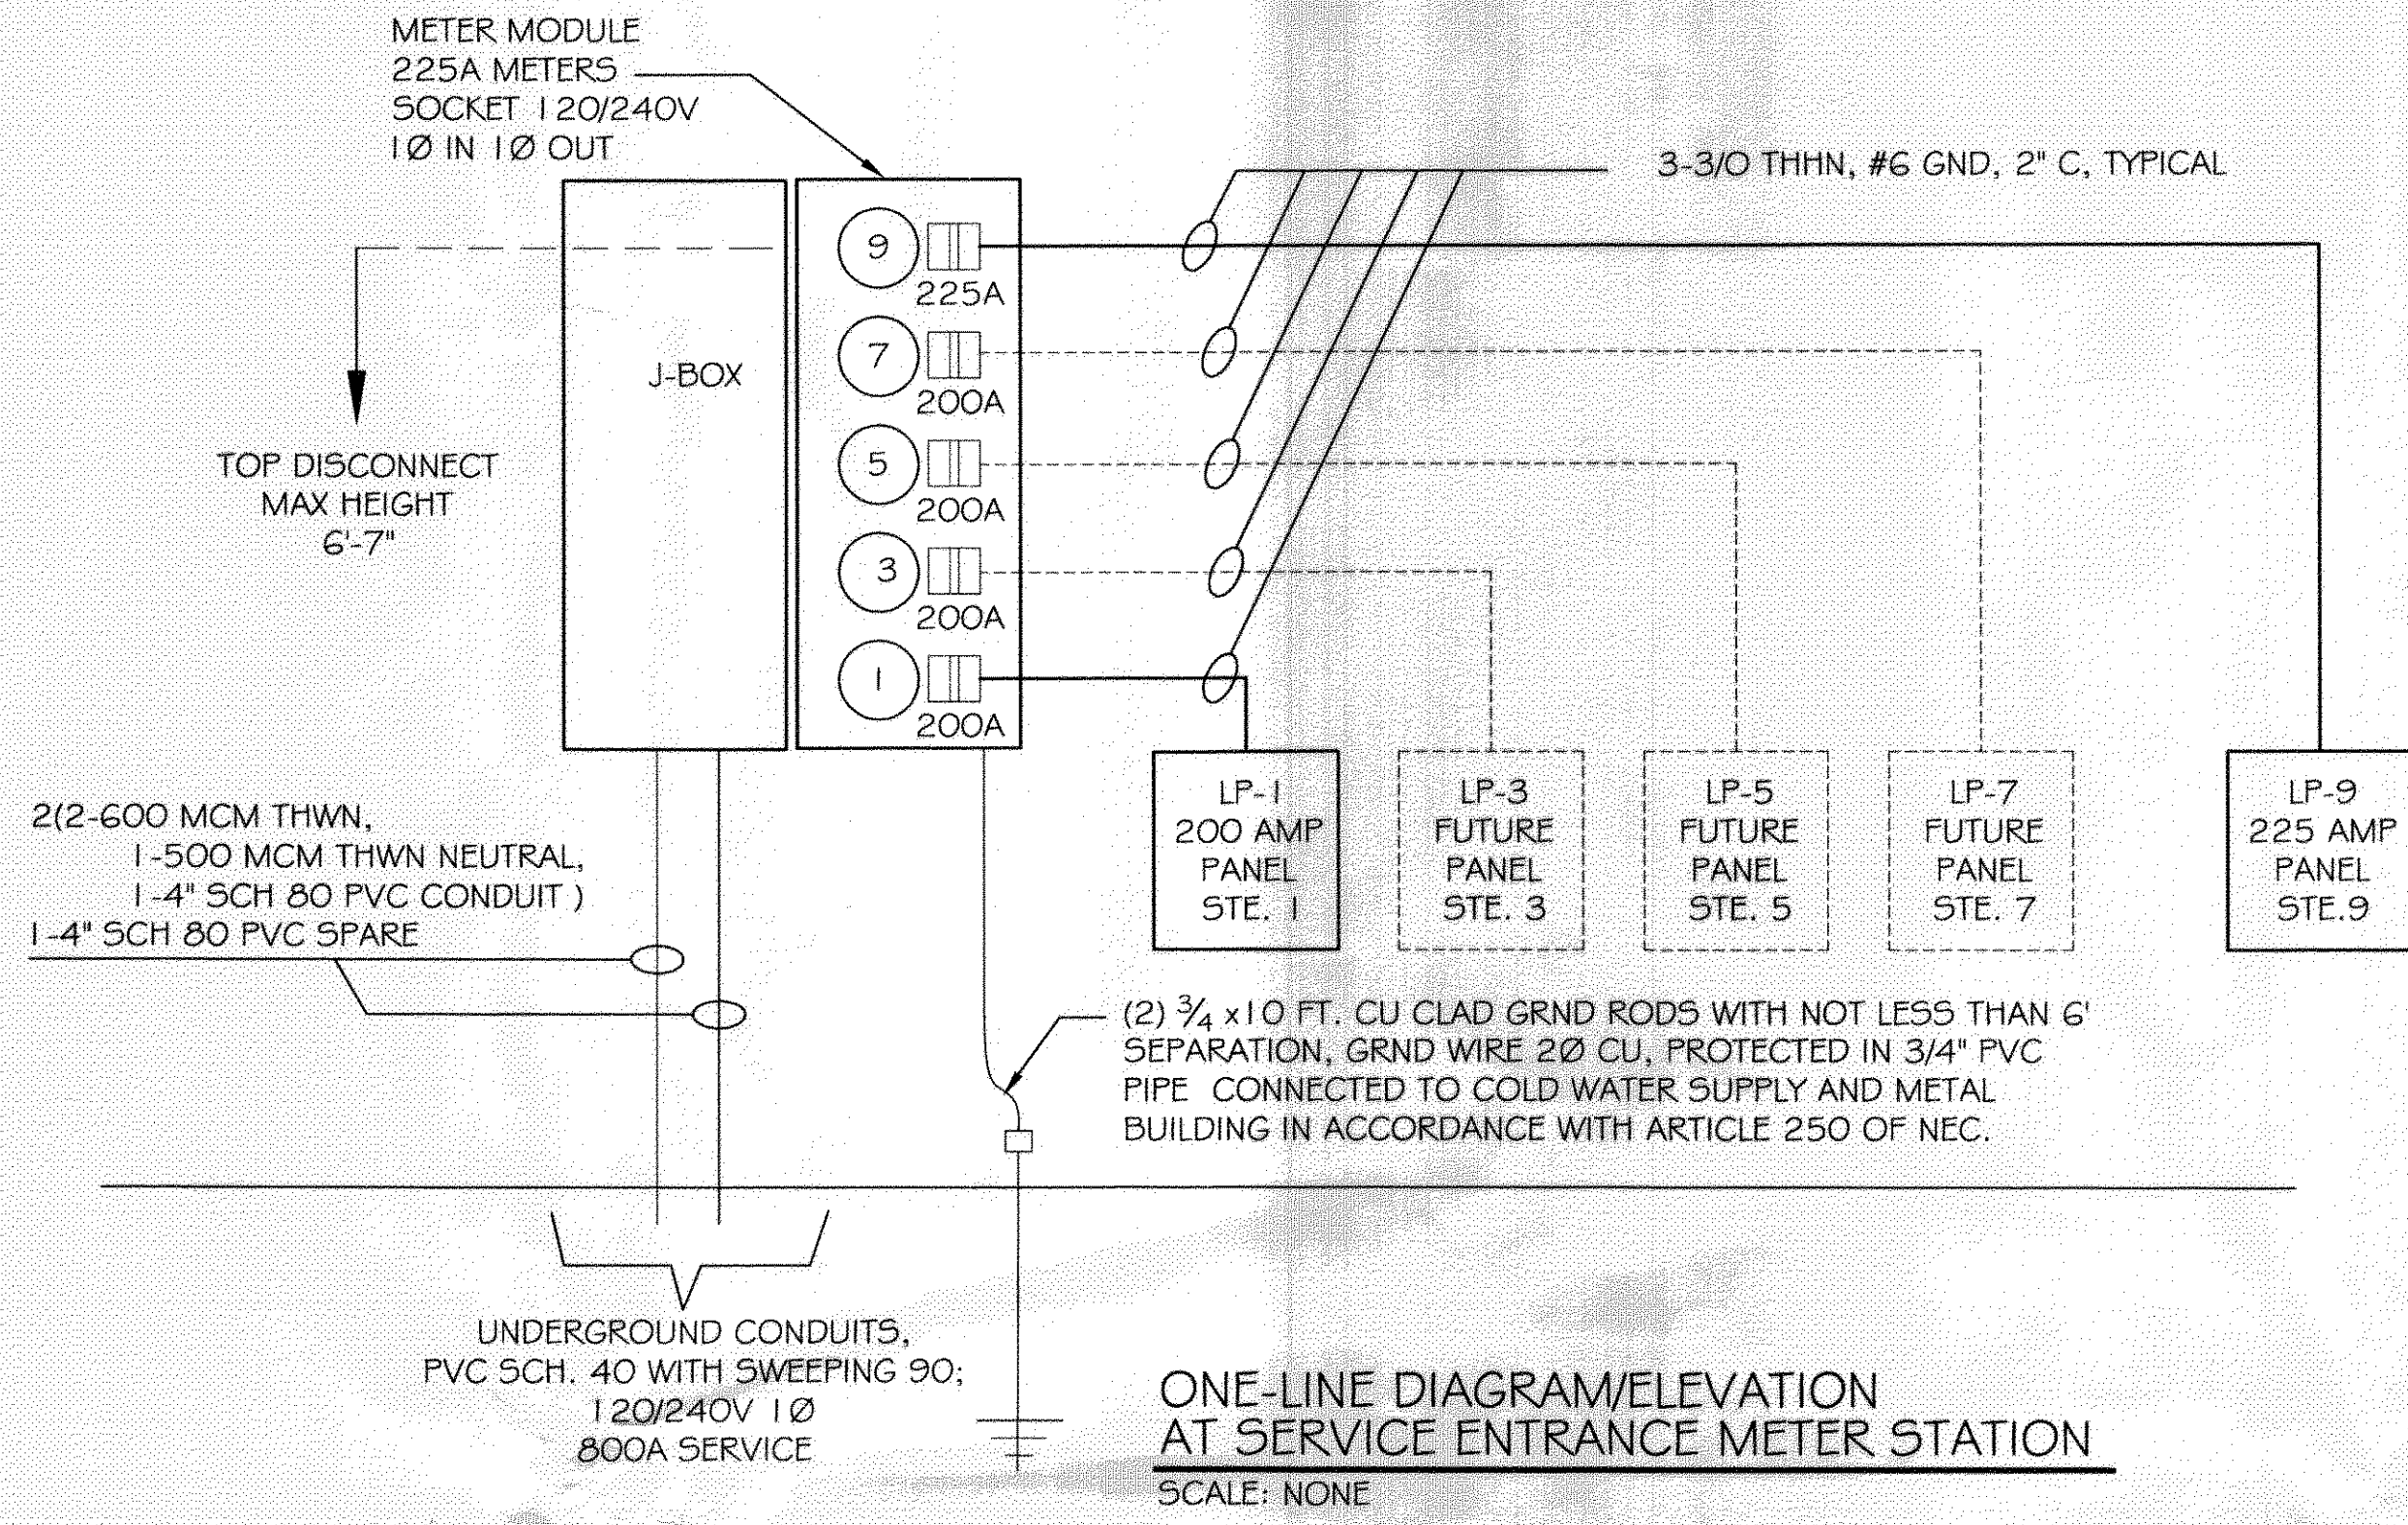 METER MODULE
225A METERS
SOCKET 120/240V
1Ø IN 1Ø OUT
3-3/0 THHN, #6 GND, 2" C, TYPICAL
9
225A
7
200A
5
200A
3
200A
1
200A
J-BOX
TOP DISCONNECT
MAX HEIGHT
6'-7"
2(2-600 MCM THWN,
1-500 MCM THWN NEUTRAL,
1-4" SCH 80 PVC CONDUIT )
1-4" SCH 80 PVC SPARE
LP-1
200 AMP
PANEL
STE. 1
LP-3
FUTURE
PANEL
STE. 3
LP-5
FUTURE
PANEL
STE. 5
LP-7
FUTURE
PANEL
STE. 7
LP-9
225 AMP
PANEL
STE.9
(2) ¾ x10 FT. CU CLAD GRND RODS WITH NOT LESS THAN 6'
SEPARATION, GRND WIRE 2Ø CU, PROTECTED IN 3/4" PVC
PIPE CONNECTED TO COLD WATER SUPPLY AND METAL
BUILDING IN ACCORDANCE WITH ARTICLE 250 OF NEC.
UNDERGROUND CONDUITS,
PVC SCH. 40 WITH SWEEPING 90;
120/240V 1Ø
800A SERVICE
ONE-LINE DIAGRAM/ELEVATION
AT SERVICE ENTRANCE METER STATION
SCALE: NONE